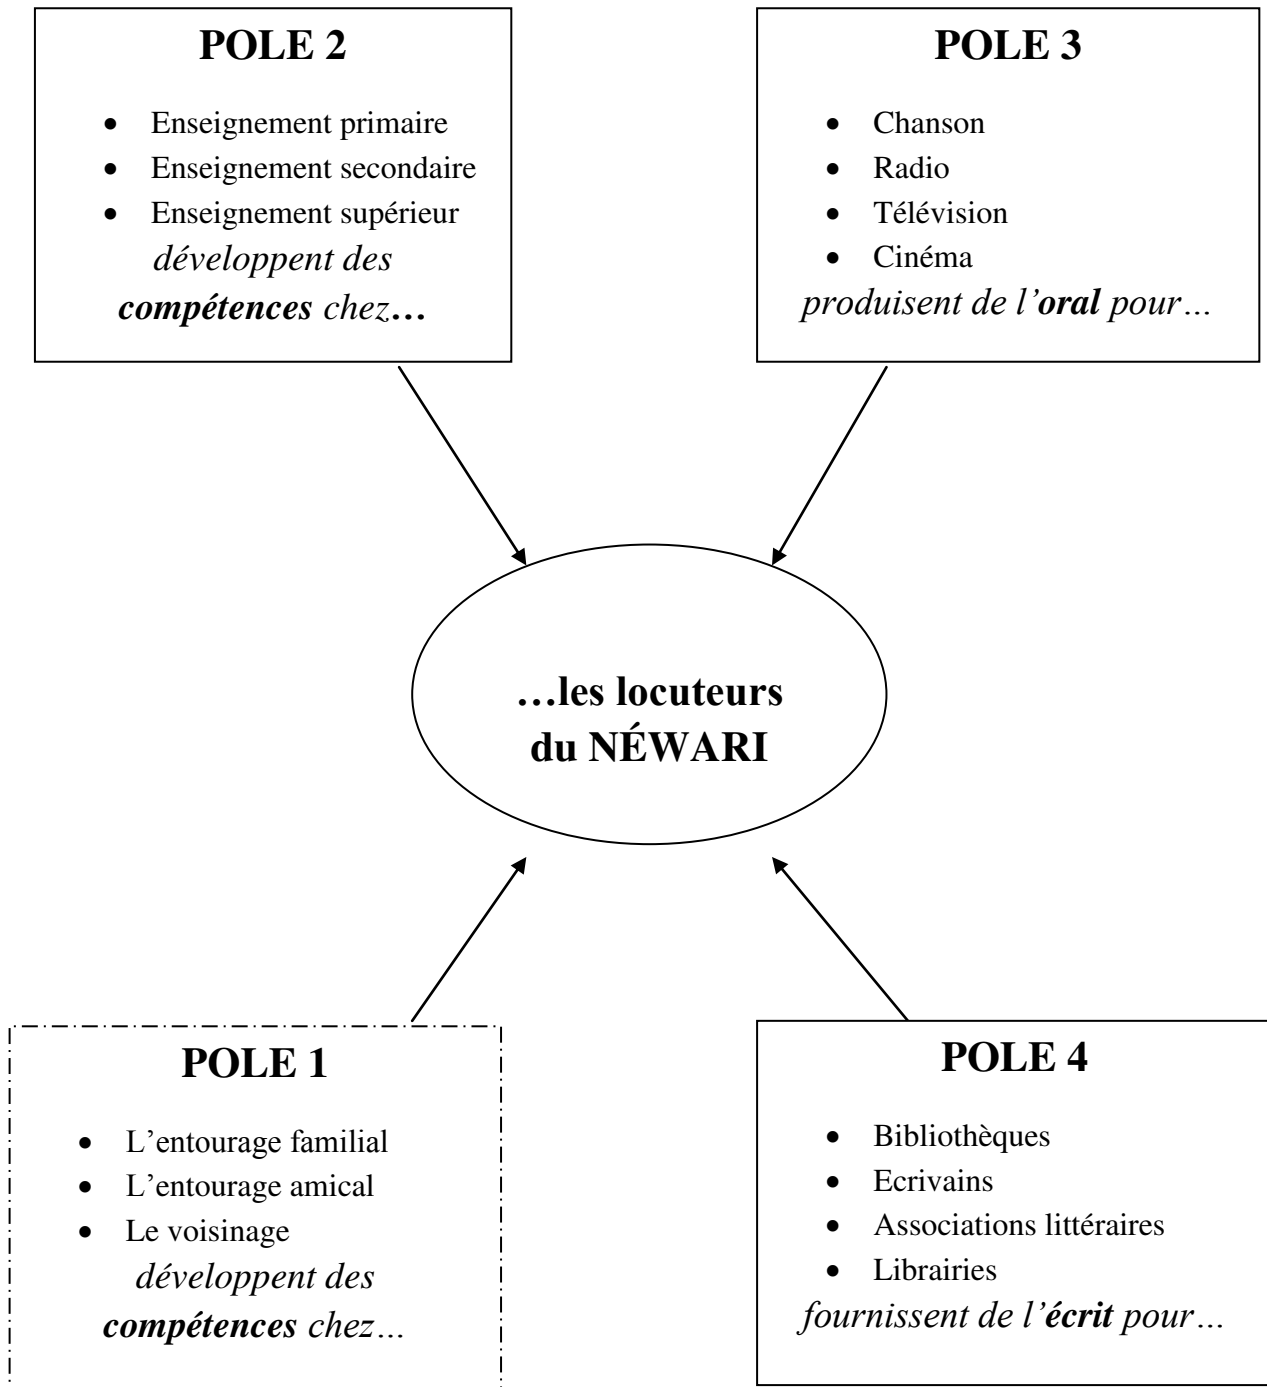 POLE 2
• Enseignement primaire
• Enseignement secondaire
• Enseignement supérieur
développent des
compétences chez…
POLE 3
• Chanson
• Radio
• Télévision
• Cinéma
produisent de l’oral pour…
…les locuteurs
du NÉWARI
POLE 1
• L’entourage familial
• L’entourage amical
• Le voisinage
développent des
compétences chez…
POLE 4
• Bibliothèques
• Ecrivains
• Associations littéraires
• Librairies
fournissent de l’écrit pour…